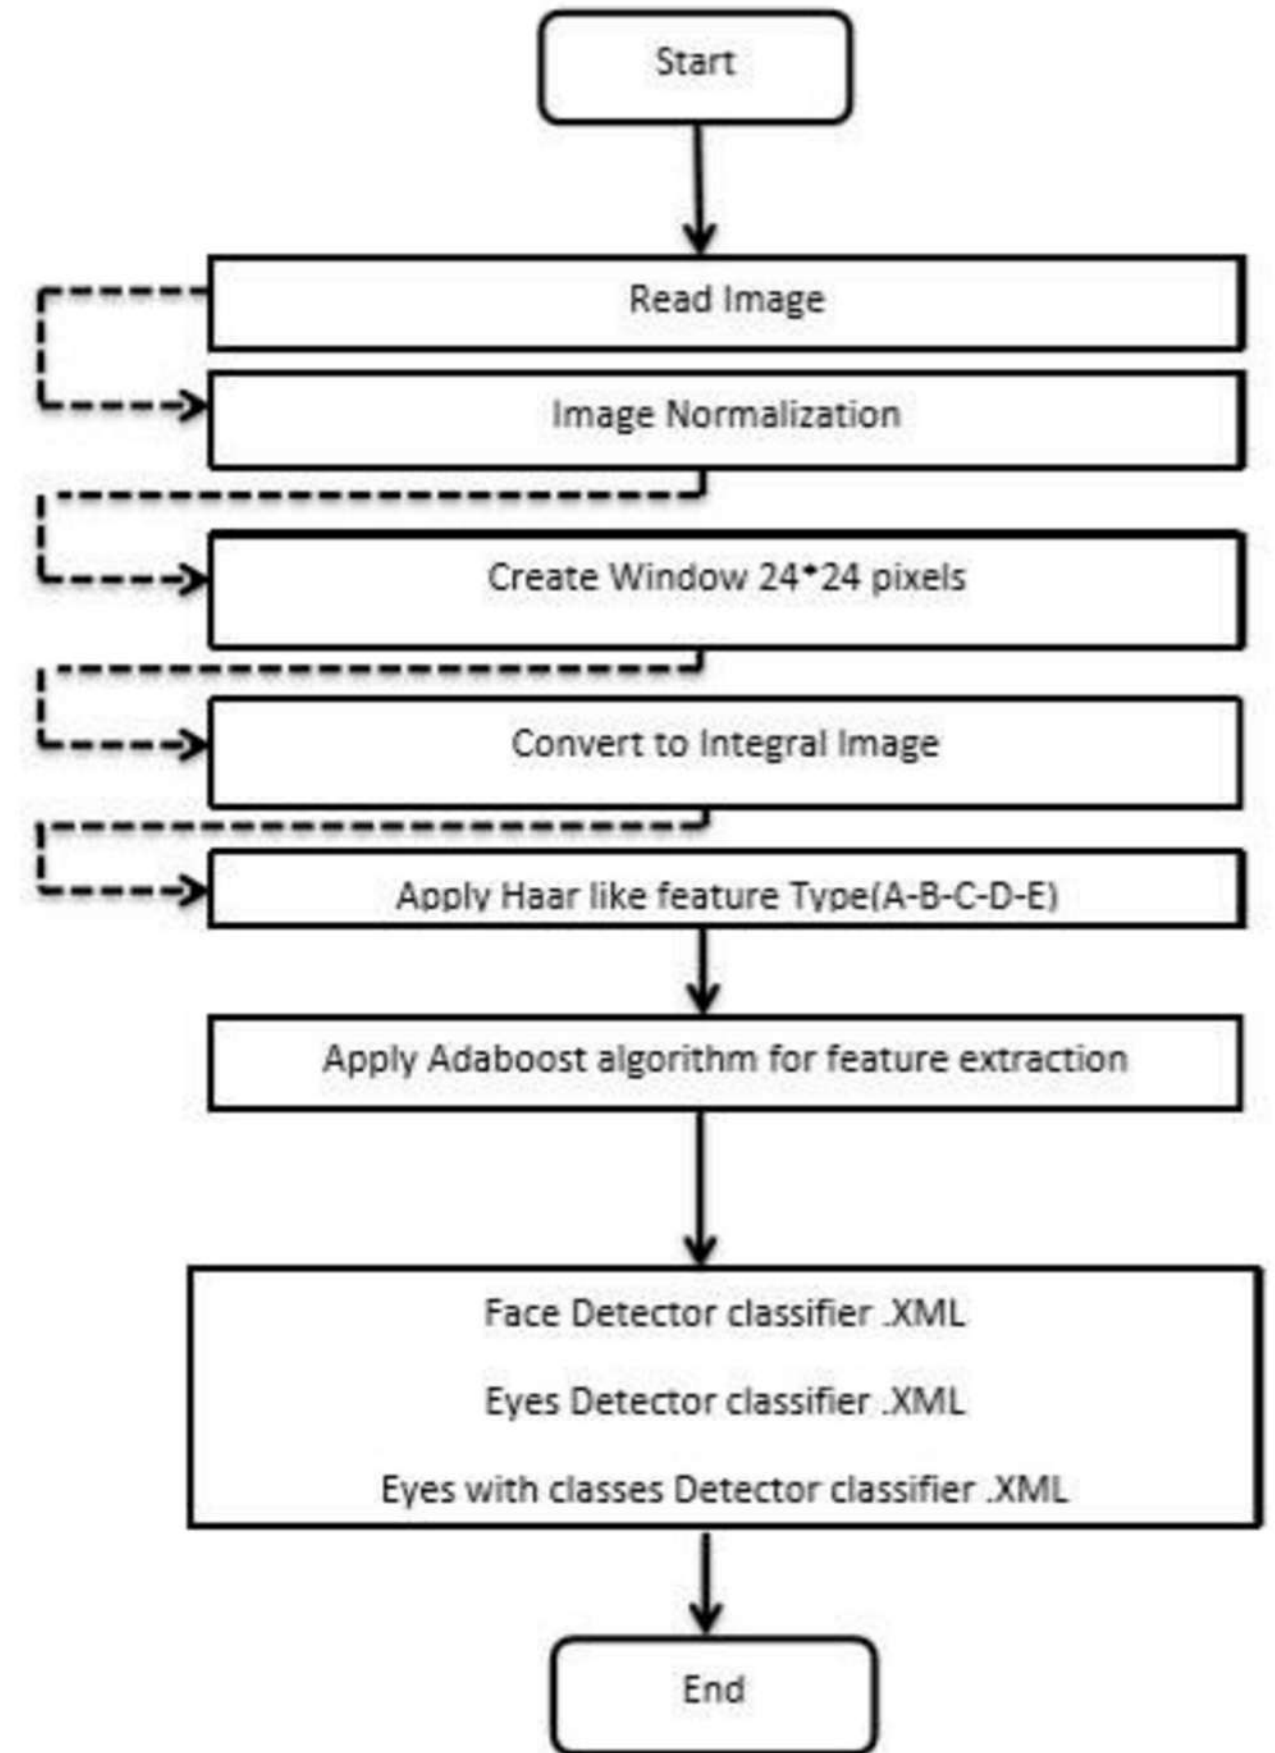 Start
Read Image
Image Normalization
Create Window 24*24 pixels
Convert to Integral Image
Apply Haar like feature Type(A-B-C-D-E)
Apply Adaboost algorithm for feature extraction
Face Detector classifier .XML
Eyes Detector classifier .XML
Eyes with classes Detector classifier .XML
End